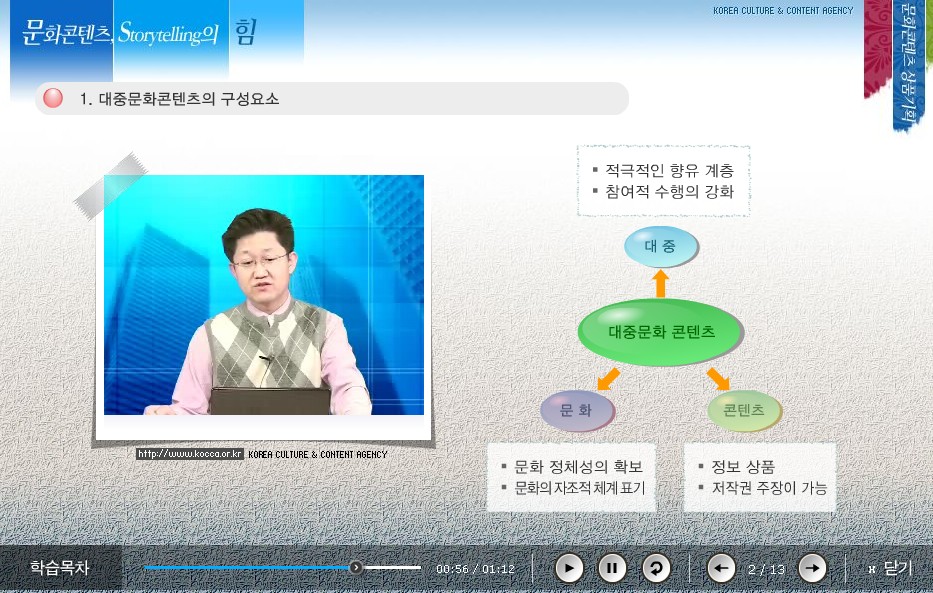 문화콘텐츠, Storytelling의 힘
KOREA CULTURE & CONTENT AGENCY
문화콘텐츠 상품기획
1. 대중문화콘텐츠의 구성요소
▪ 적극적인 향유 계층
▪ 참여적 수행의 강화
대 중
대중문화 콘텐츠
문 화
콘텐츠
▪ 문화 정체성의 확보
▪ 문화의 자조적 체계 표기
▪ 정보 상품
▪ 저작권 주장이 가능
http://www.kocca.or.kr KOREA CULTURE & CONTENT AGENCY
학습목차
00:56 / 01:12
2 / 13
x 닫기